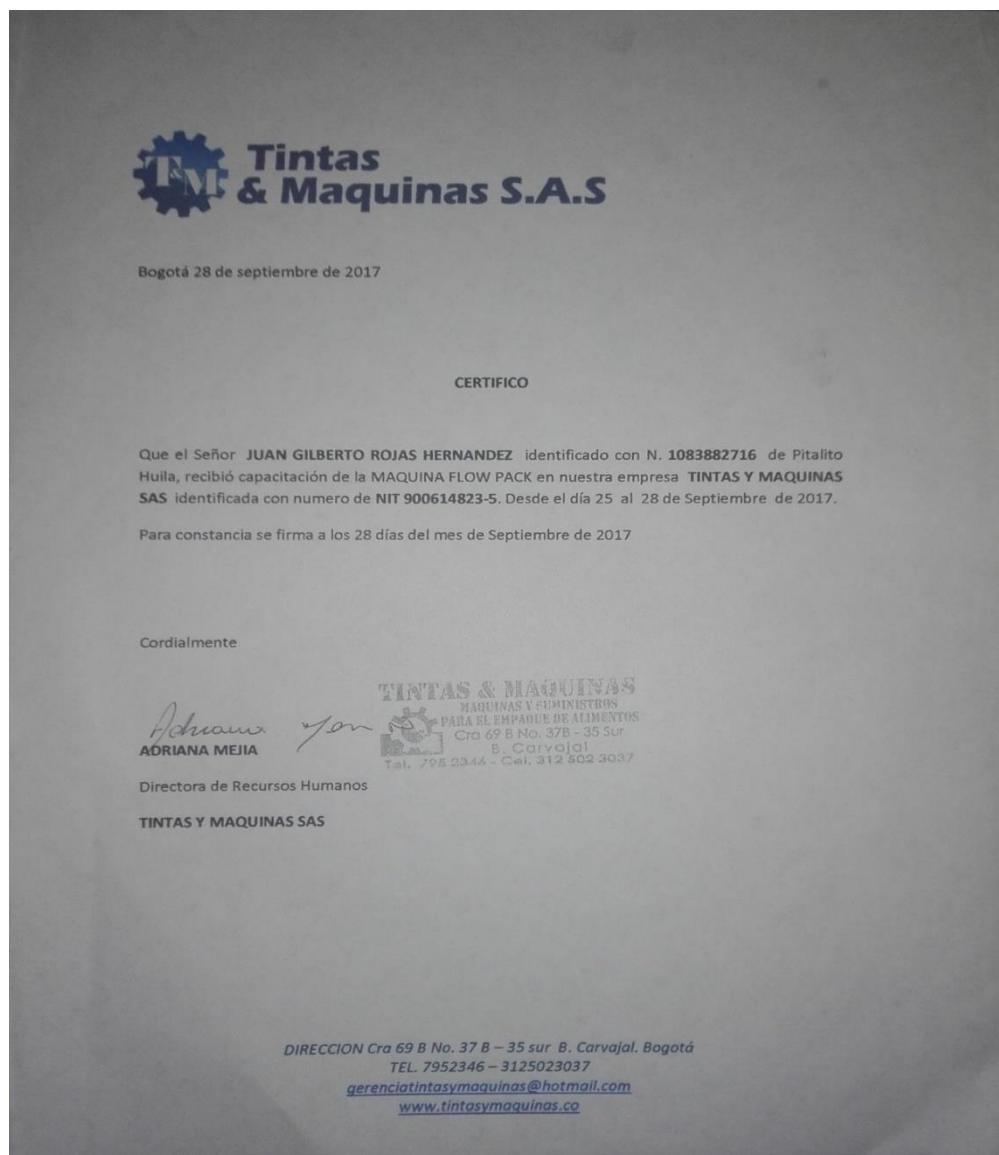 T&M
Tintas
& Maquinas S.A.S
Bogotá 28 de septiembre de 2017
CERTIFICO
Que el Señor JUAN GILBERTO ROJAS HERNANDEZ identificado con N. 1083882716 de Pitalito
Huila, recibió capacitación de la MAQUINA FLOW PACK en nuestra empresa TINTAS Y MAQUINAS
SAS identificada con numero de NIT 900614823-5. Desde el día 25 al 28 de Septiembre de 2017.
Para constancia se firma a los 28 días del mes de Septiembre de 2017
Cordialmente
TINTAS & MAQUINAS
MAQUINAS Y SUMINISTROS
PARA EL EMPAQUE DE ALIMENTOS
Cra 69 B No. 37B - 35 Sur
B. Carvajal
Tel. 795 2346 - Cel. 312 502 3037
Adriana
ADRIANA MEJIA
Directora de Recursos Humanos
TINTAS Y MAQUINAS SAS
DIRECCION Cra 69 B No. 37 B – 35 sur B. Carvajal. Bogotá
TEL. 7952346 – 3125023037
gerenciatintasymaquinas@hotmail.com
www.tintasymaquinas.co